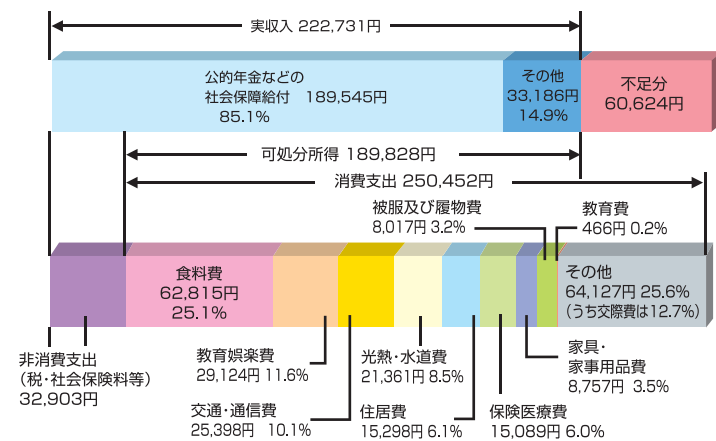 実収入 222,731円
公的年金などの
社会保障給付 189,545円
85.1%
その他
33,186円
14.9%
不足分
60,624円
可処分所得 189,828円
消費支出 250,452円
被服及び履物費
8,017円 3.2%
教育費
466円 0.2%
食料費
62,815円
25.1%
その他
64,127円 25.6%
(うち交際費は12.7%)
非消費支出
(税・社会保険料等)
32,903円
教育娯楽費
29,124円 11.6%
光熱・水道費
21,361円 8.5%
家具・
家事用品費
8,757円 3.5%
交通・通信費
25,398円 10.1%
住居費
15,298円 6.1%
保険医療費
15,089円 6.0%